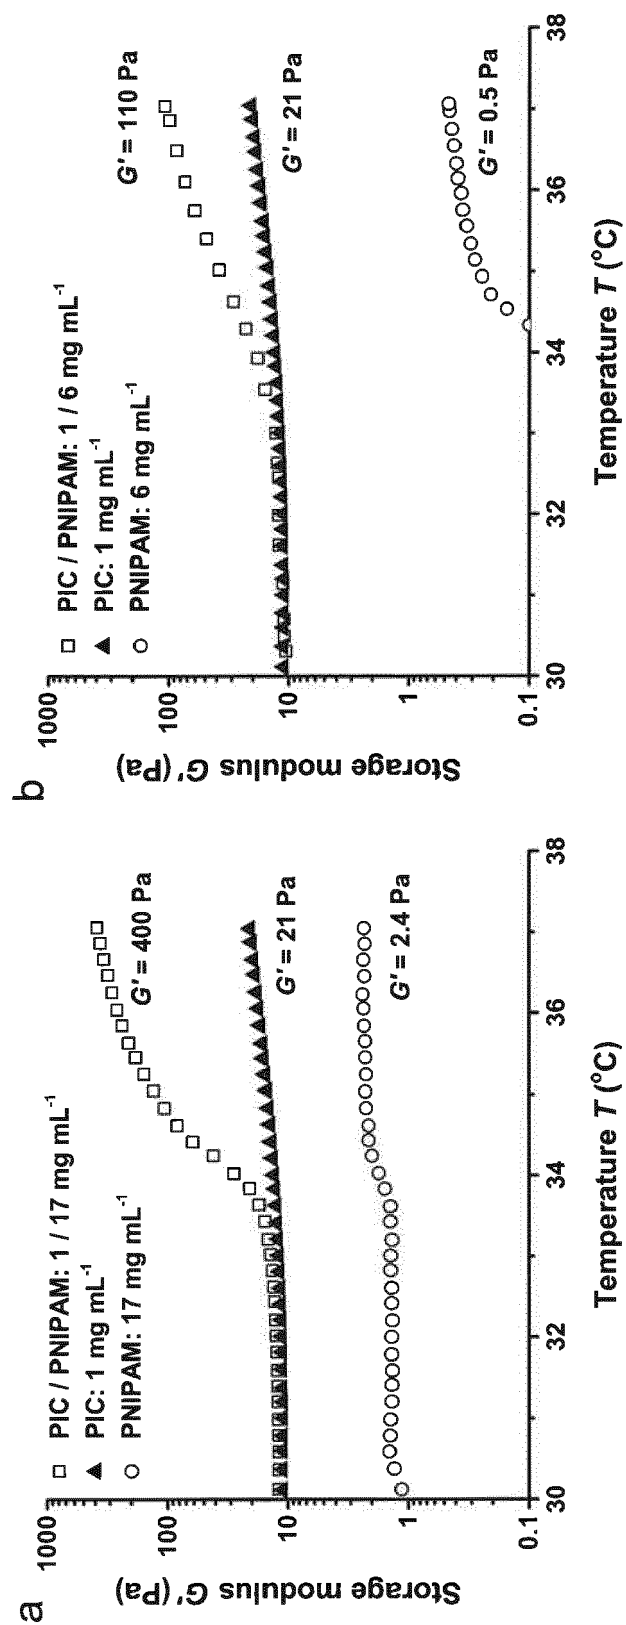 a
Storage modulus G' (Pa)
1000
100
10
1
0.1
PIC / PNIPAM: 1 / 17 mg mL-1
PIC: 1 mg mL-1
PNIPAM: 17 mg mL-1
G' = 400 Pa
G' = 21 Pa
G' = 2.4 Pa
30
32
34
36
38
Temperature T (°C)
b
Storage modulus G' (Pa)
1000
100
10
1
0.1
PIC / PNIPAM: 1 / 6 mg mL-1
PIC: 1 mg mL-1
PNIPAM: 6 mg mL-1
G' = 110 Pa
G' = 21 Pa
G' = 0.5 Pa
30
32
34
36
38
Temperature T (°C)